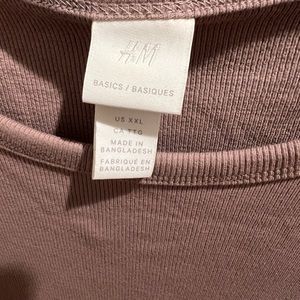 H&M
BASICS / BASIQUES
US XXL
CA TTG
MADE IN
BANGLADESH
FABRIQUÉ EN
BANGLADESH